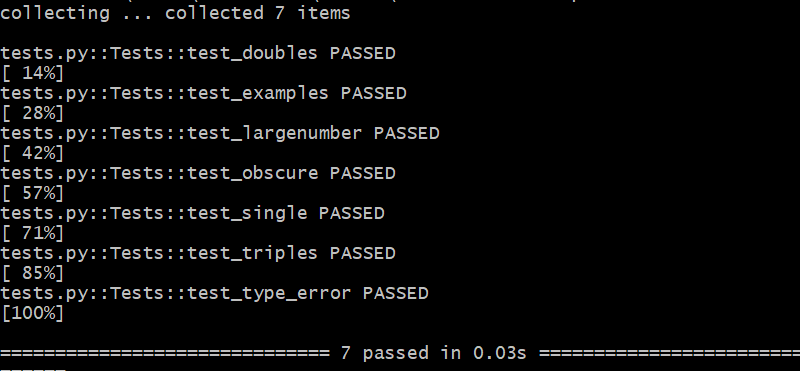 collecting ... collected 7 items
tests.py::Tests::test_doubles PASSED
[ 14%]
tests.py::Tests::test_examples PASSED
[ 28%]
tests.py::Tests::test_largenumber PASSED
[ 42%]
tests.py::Tests::test_obscure PASSED
[ 57%]
tests.py::Tests::test_single PASSED
[ 71%]
tests.py::Tests::test_triples PASSED
[ 85%]
tests.py::Tests::test_type_error PASSED
[100%]
============================== 7 passed in 0.03s ========================
======